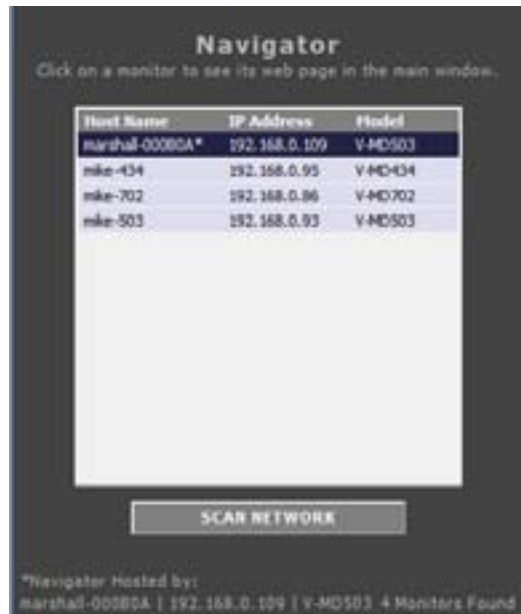 Navigator
Click on a monitor to see its web page in the main window.
Host Name IP Address Model
marshall-00080A* 192.168.0.109 V-MD503
mike-434 192.168.0.95 V-MD434
mike-702 192.168.0.86 V-MD702
mike-503 192.168.0.93 V-MD503
SCAN NETWORK
*Navigator Hosted by:
marshall-00080A | 192.168.0.109 | V-MD503 4 Monitors Found